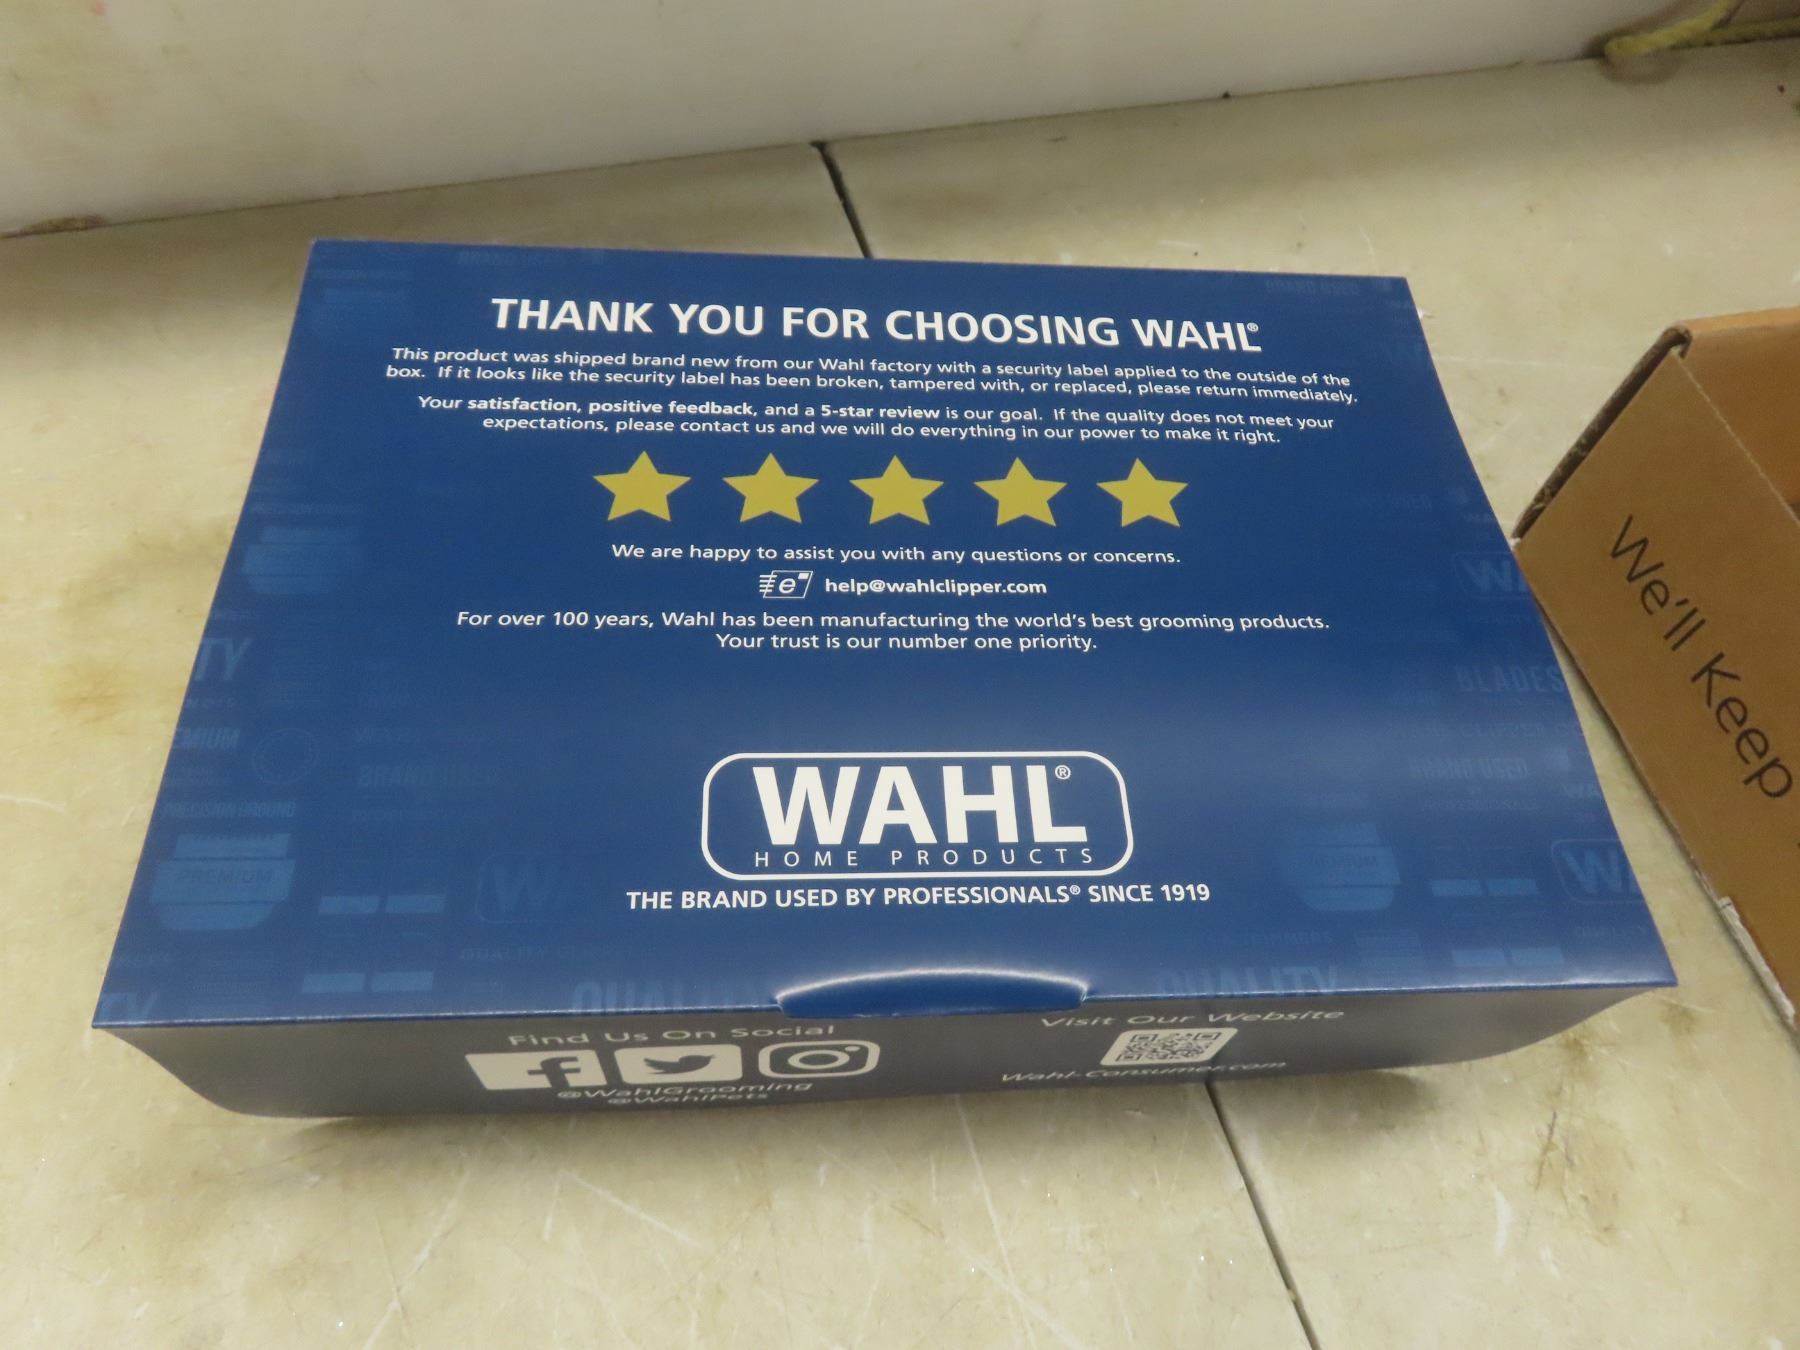 THANK YOU FOR CHOOSING WAHL®
This product was shipped brand new from our Wahl factory with a security label applied to the outside of the
box. If it looks like the security label has been broken, tampered with, or replaced, please return immediately.
Your satisfaction, positive feedback, and a 5-star review is our goal. If the quality does not meet your
expectations, please contact us and we will do everything in our power to make it right.
We are happy to assist you with any questions or concerns.
e help@wahlclipper.com
For over 100 years, Wahl has been manufacturing the world's best grooming products.
Your trust is our number one priority.
WAHL®
HOME PRODUCTS
THE BRAND USED BY PROFESSIONALS® SINCE 1919
Find Us On Social
@WahlGrooming
@WahlPets
Visit Our Website
Wahl-Consumer.com
We'll Keep
BLADES
BRAND USED
PREMIUM
QUALITY